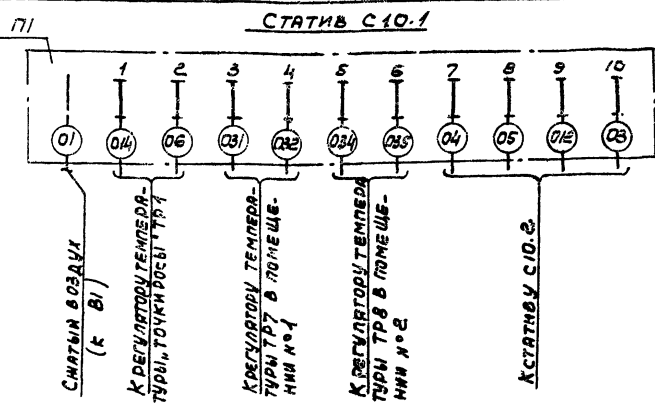 СТАТИВ С10.1
П1
1 2 3 4 5 6 7 8 9 10
01 014 06 031 032 034 035 04 05 012 03
СЖАТЫЙ ВОЗДУХ
(К В1)
К РЕГУЛЯТОРУ ТЕМПЕРА-
ТУРЫ „ТОЧКИ РОСЫ" ТР1
К РЕГУЛЯТОРУ ТЕМПЕРА-
ТУРЫ ТР7 В ПОМЕЩЕ-
НИИ №1
К РЕГУЛЯТОРУ ТЕМПЕРА
ТУРЫ ТР8 В ПОМЕЩЕ-
НИИ №2
К СТАТИВУ С10.2.